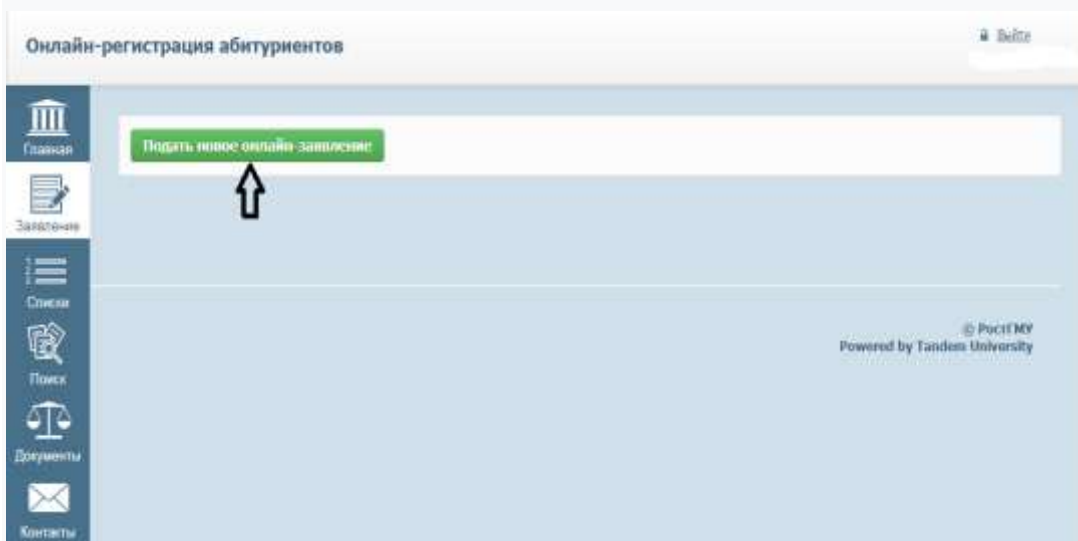 Онлайн-регистрация абитуриентов
Выйти
Главная
Подать новое онлайн-заявление
Заявление
Списки
Поиск
Документы
Контакты
© РостГМУ
Powered by Tandem University